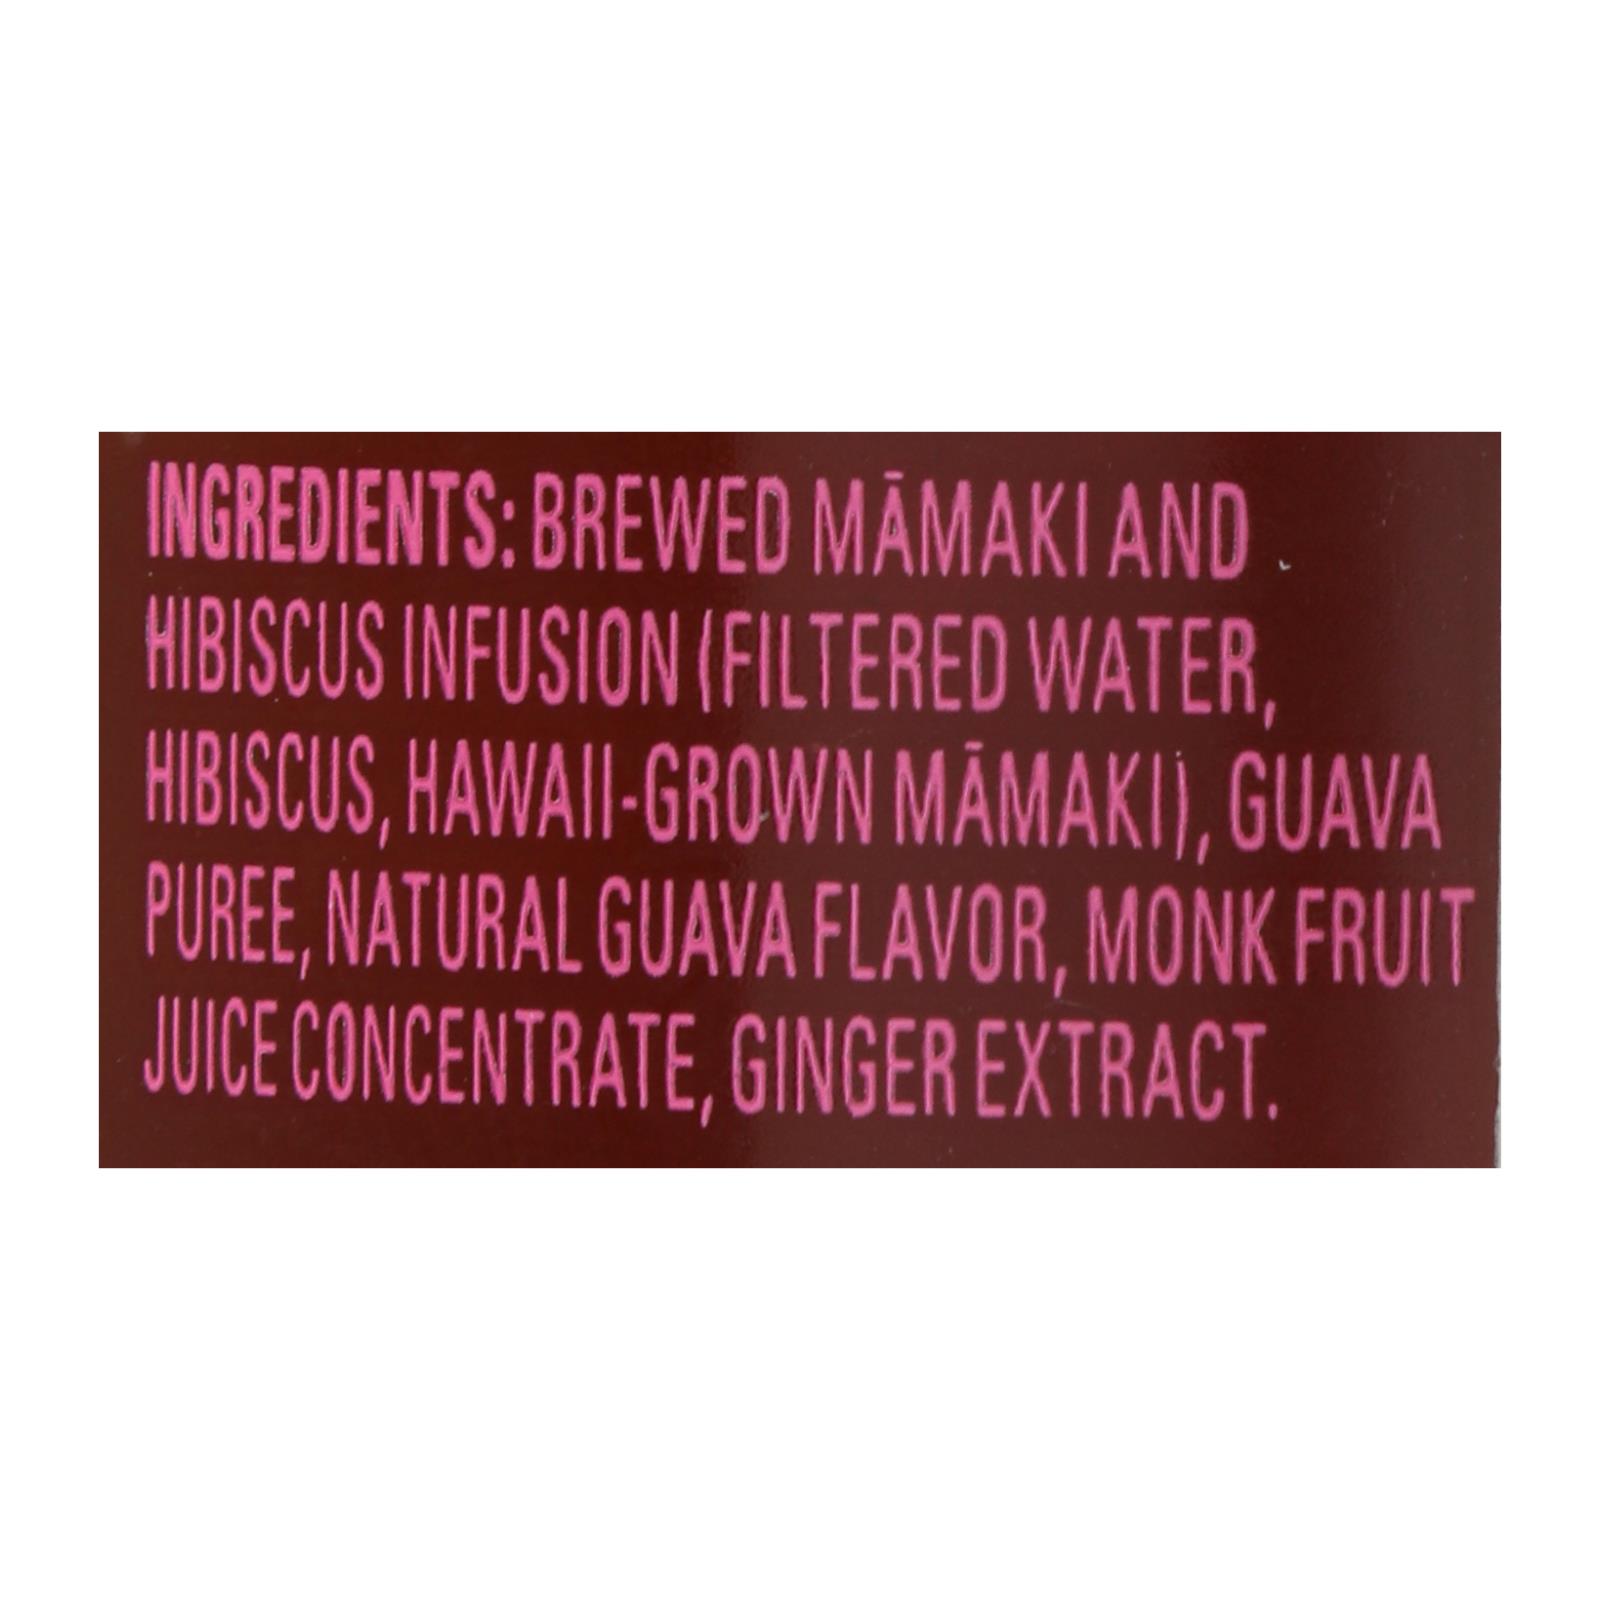 INGREDIENTS: BREWED MĀMAKI AND
HIBISCUS INFUSION (FILTERED WATER,
HIBISCUS, HAWAII-GROWN MĀMAKI), GUAVA
PUREE, NATURAL GUAVA FLAVOR, MONK FRUIT
JUICE CONCENTRATE, GINGER EXTRACT.